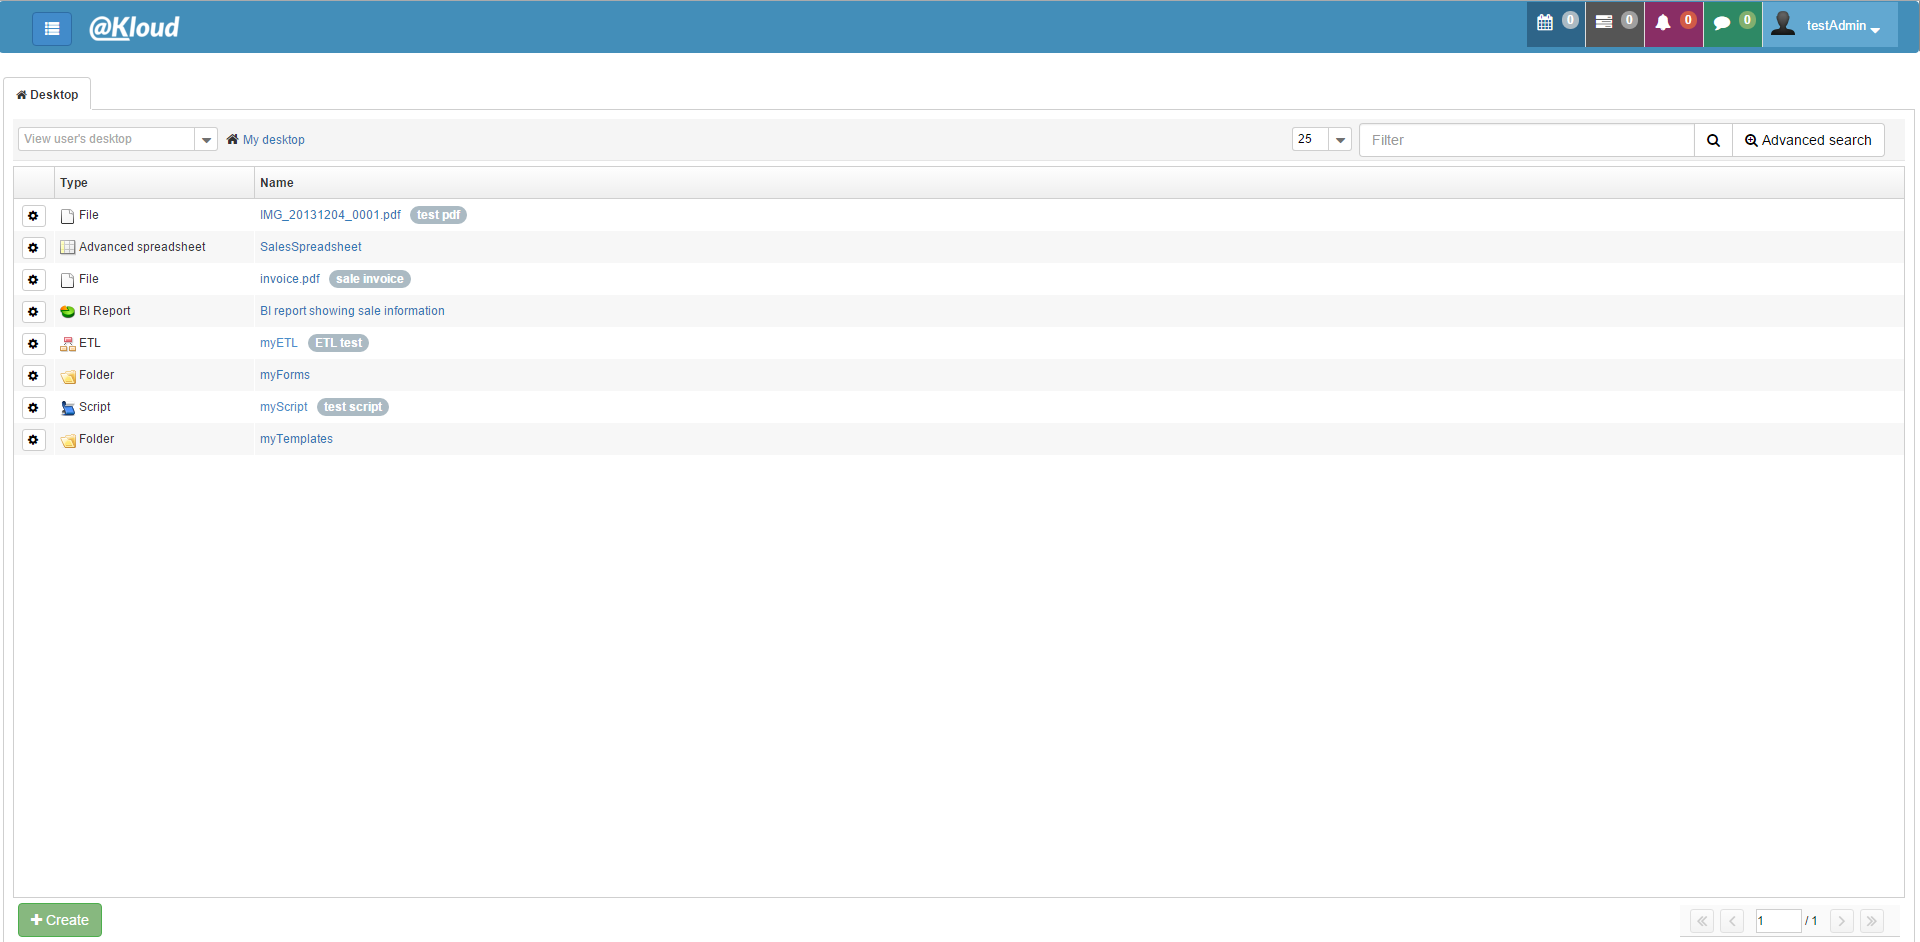 @Kloud
0
0
0
0
testAdmin
Desktop
View user's desktop
My desktop
25
Filter
Advanced search
Type Name
File IMG_20131204_0001.pdf test pdf
Advanced spreadsheet SalesSpreadsheet
File invoice.pdf sale invoice
BI Report BI report showing sale information
ETL myETL ETL test
Folder myForms
Script myScript test script
Folder myTemplates
Create
1 / 1